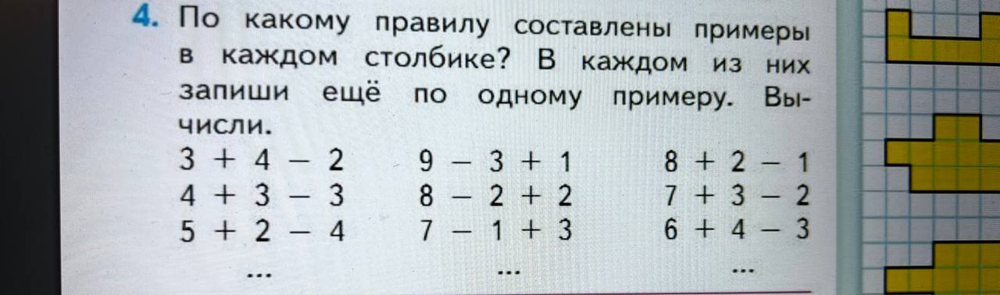 4. По какому правилу составлены примеры
в каждом столбике? В каждом из них
запиши ещё по одному примеру. Вы-
числи.
3 + 4 − 2 9 − 3 + 1 8 + 2 − 1
4 + 3 − 3 8 − 2 + 2 7 + 3 − 2
5 + 2 − 4 7 − 1 + 3 6 + 4 − 3
... ... ...